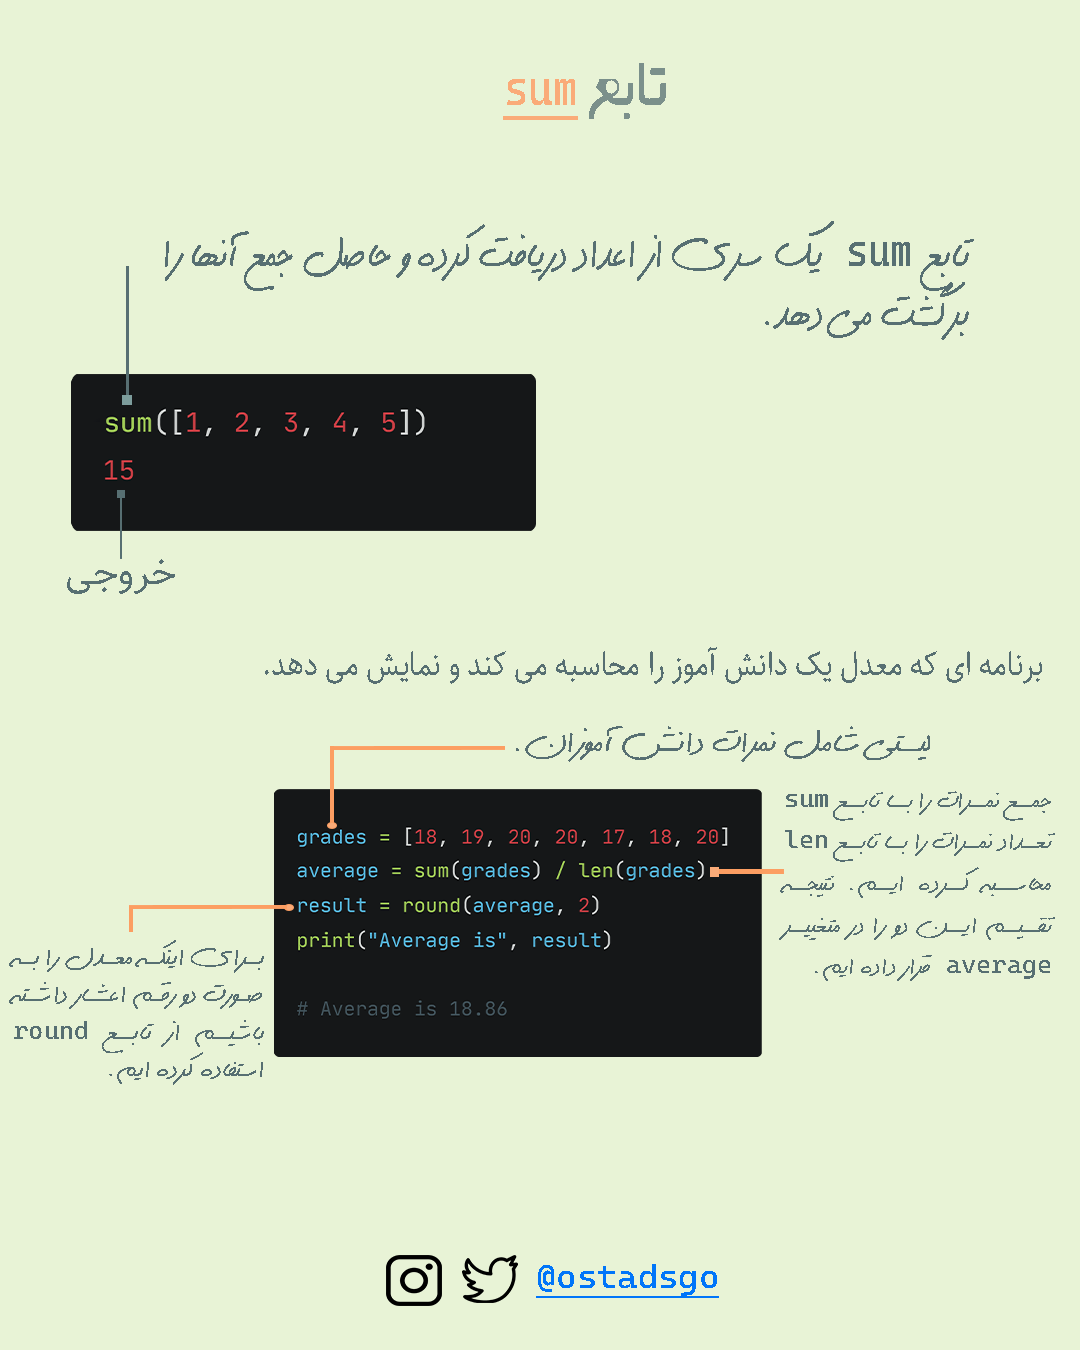 تابع sum
تابع sum یک سری از اعداد دریافت کرده و حاصل جمع آنها را
برگشت می دهد.
sum([1, 2, 3, 4, 5])
15
خروجی
برنامه ای که معدل یک دانش آموز را محاسبه می کند و نمایش می دهد.
لیستی شامل نمرات دانش آموزان.
grades = [18, 19, 20, 20, 17, 18, 20]
average = sum(grades) / len(grades)
result = round(average, 2)
print("Average is", result)
# Average is 18.86
جمع نمرات را با تابع sum
تعداد نمرات را با تابع len
محاسبه کرده ایم. نتیجه
تقسیم این دو را در متغییر
average قرار داده ایم.
برای اینکه معدل را به
صورت دو رقم اعشار داشته
باشیم از تابع round
استفاده کرده ایم.
@ostadsgo